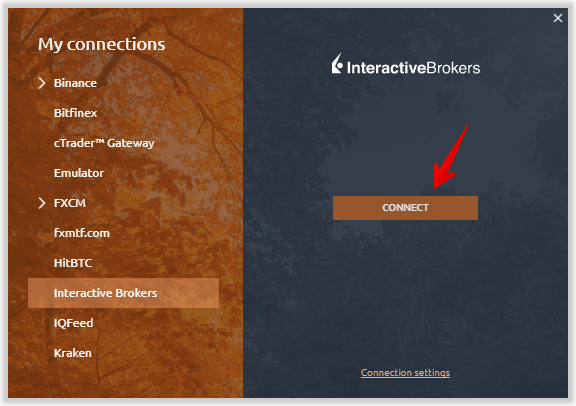 My connections
Binance
Bitfinex
cTrader™ Gateway
Emulator
FXCM
fxmtf.com
HitBTC
Interactive Brokers
IQFeed
Kraken
InteractiveBrokers
CONNECT
Connection settings